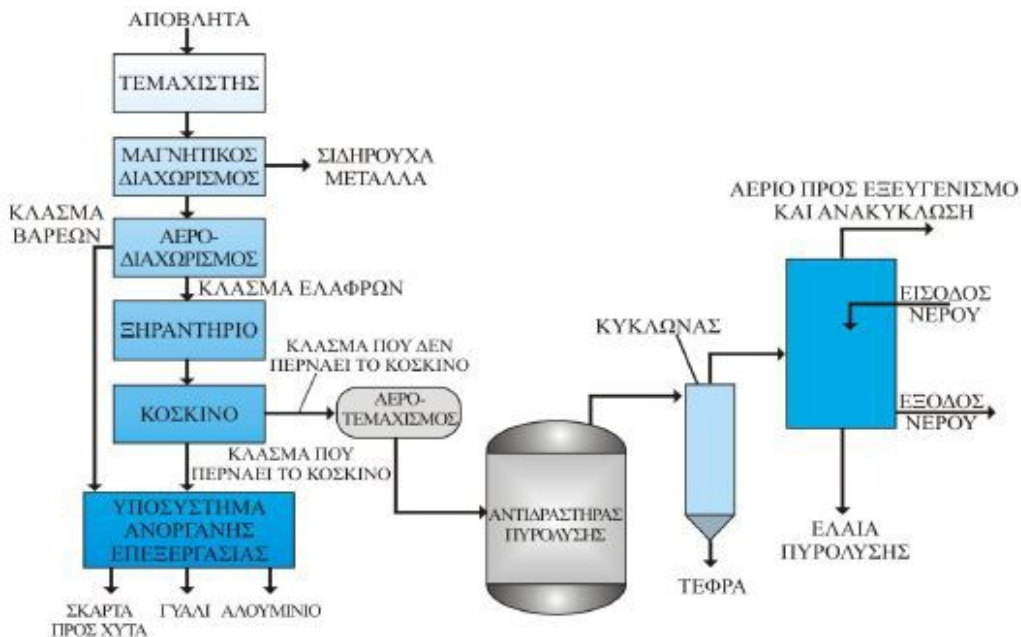 ΑΠΟΒΛΗΤΑ
ΤΕΜΑΧΙΣΤΗΣ
ΜΑΓΝΗΤΙΚΟΣ
ΔΙΑΧΩΡΙΣΜΟΣ
ΣΙΔΗΡΟΥΧΑ
ΜΕΤΑΛΛΑ
ΚΛΑΣΜΑ
ΒΑΡΕΩΝ
ΑΕΡΟ-
ΔΙΑΧΩΡΙΣΜΟΣ
ΚΛΑΣΜΑ ΕΛΑΦΡΩΝ
ΞΗΡΑΝΤΗΡΙΟ
ΚΛΑΣΜΑ ΠΟΥ ΔΕΝ
ΠΕΡΝΑΕΙ ΤΟ ΚΟΣΚΙΝΟ
ΚΟΣΚΙΝΟ
ΑΕΡΟ-
ΤΕΜΑΧΙΣΜΟΣ
ΚΛΑΣΜΑ ΠΟΥ
ΠΕΡΝΑΕΙ ΤΟ ΚΟΣΚΙΝΟ
ΥΠΟΣΥΣΤΗΜΑ
ΑΝΟΡΓΑΝΗΣ
ΕΠΕΞΕΡΓΑΣΙΑΣ
ΣΚΑΡΤΑ
ΠΡΟΣ ΧΥΤΑ
ΓΥΑΛΙ
ΑΛΟΥΜΙΝΙΟ
ΑΝΤΙΔΡΑΣΤΗΡΑΣ
ΠΥΡΟΛΥΣΗΣ
ΚΥΚΛΩΝΑΣ
ΤΕΦΡΑ
ΑΕΡΙΟ ΠΡΟΣ ΕΞΕΥΓΕΝΙΣΜΟ
ΚΑΙ ΑΝΑΚΥΚΛΩΣΗ
ΕΙΣΟΔΟΣ
ΝΕΡΟΥ
ΕΞΟΔΟΣ
ΝΕΡΟΥ
ΕΛΑΙΑ
ΠΥΡΟΛΥΣΗΣ